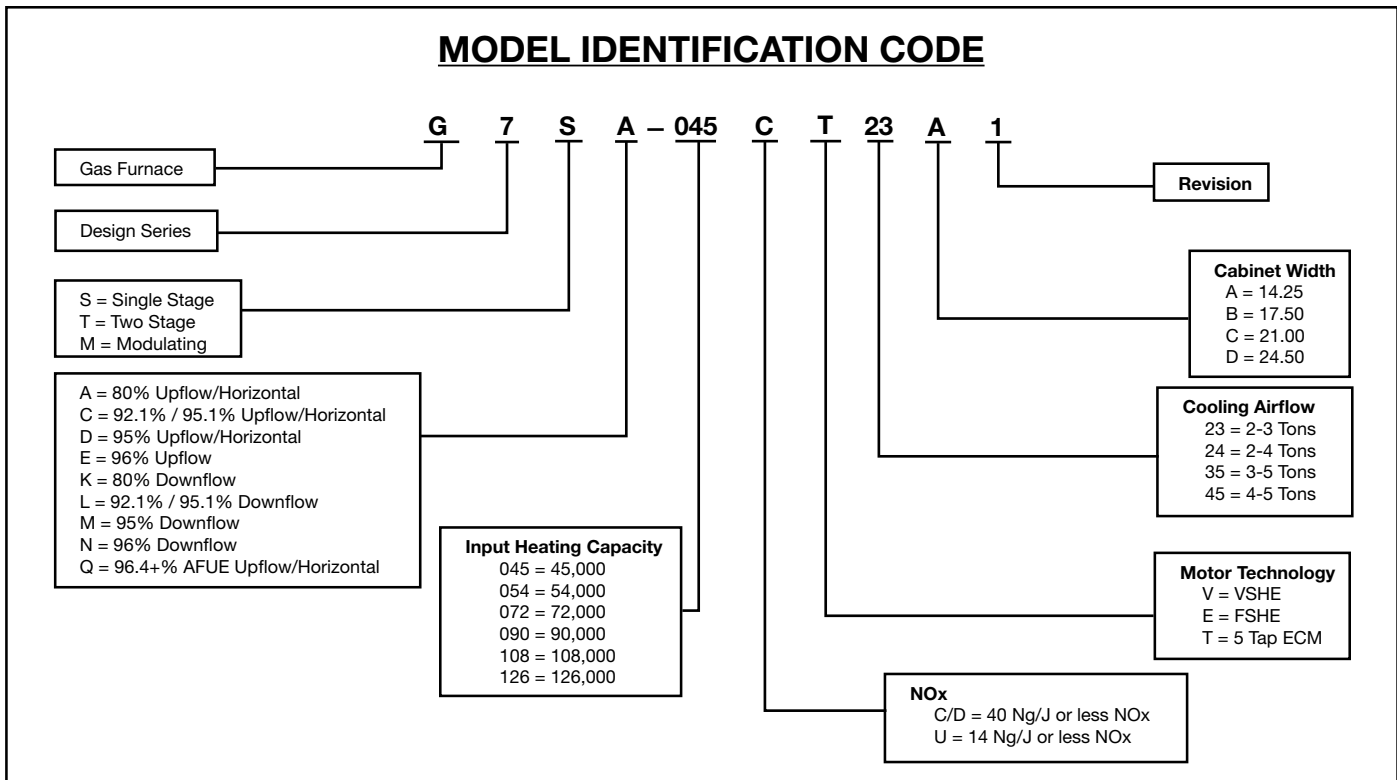 MODEL IDENTIFICATION CODE
G 7 S A – 045 C T 23 A 1
Gas Furnace
Design Series
S = Single Stage
T = Two Stage
M = Modulating
A = 80% Upflow/Horizontal
C = 92.1% / 95.1% Upflow/Horizontal
D = 95% Upflow/Horizontal
E = 96% Upflow
K = 80% Downflow
L = 92.1% / 95.1% Downflow
M = 95% Downflow
N = 96% Downflow
Q = 96.4+% AFUE Upflow/Horizontal
Input Heating Capacity
045 = 45,000
054 = 54,000
072 = 72,000
090 = 90,000
108 = 108,000
126 = 126,000
Revision
Cabinet Width
A = 14.25
B = 17.50
C = 21.00
D = 24.50
Cooling Airflow
23 = 2-3 Tons
24 = 2-4 Tons
35 = 3-5 Tons
45 = 4-5 Tons
Motor Technology
V = VSHE
E = FSHE
T = 5 Tap ECM
NOx
C/D = 40 Ng/J or less NOx
U = 14 Ng/J or less NOx